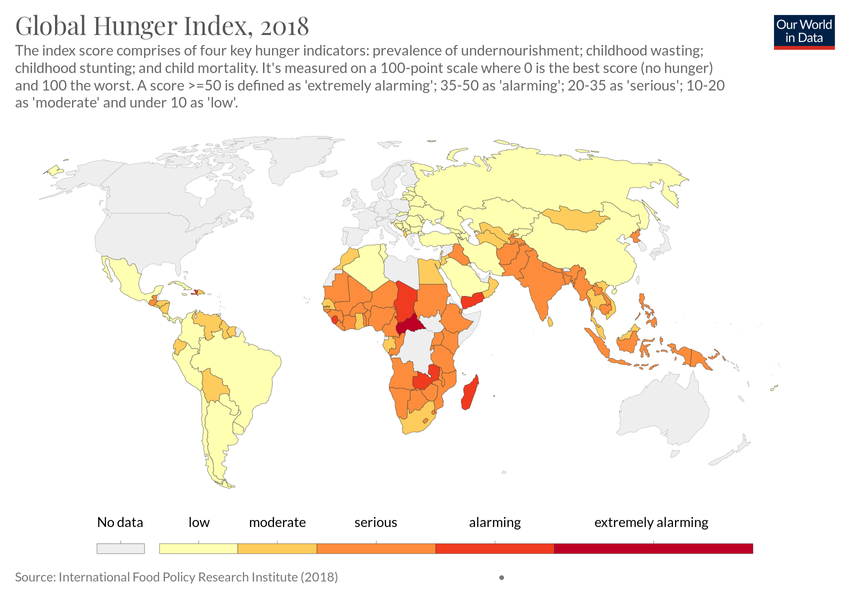 Global Hunger Index, 2018
Our World
in Data
The index score comprises of four key hunger indicators: prevalence of undernourishment; childhood wasting;
childhood stunting; and child mortality. It's measured on a 100-point scale where 0 is the best score (no hunger)
and 100 the worst. A score >=50 is defined as 'extremely alarming'; 35-50 as 'alarming'; 20-35 as 'serious'; 10-20
as 'moderate' and under 10 as 'low'.
No data
low
moderate
serious
alarming
extremely alarming
Source: International Food Policy Research Institute (2018)